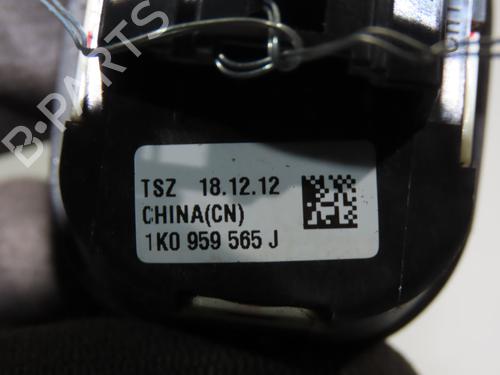 TSZ 18.12.12
CHINA(CN)
1K0 959 565 J
B-PARTS